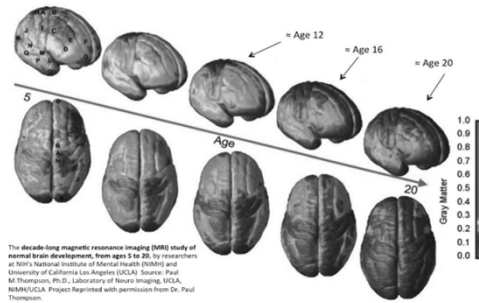 ≈ Age 12
≈ Age 16
≈ Age 20
5
Age
20
Gray Matter
1.0
0.9
0.8
0.7
0.6
0.5
0.4
0.3
0.2
0.1
0.0
The decade-long magnetic resonance imaging (MRI) study of
normal brain development, from ages 5 to 20, by researchers
at NIH's National Institute of Mental Health (NIMH) and
University of California Los Angeles (UCLA) Source: Paul
M.Thompson, Ph.D., Laboratory of Neuro Imaging, UCLA,
NIMH/UCLA Project Reprinted with permission from Dr. Paul
Thompson.